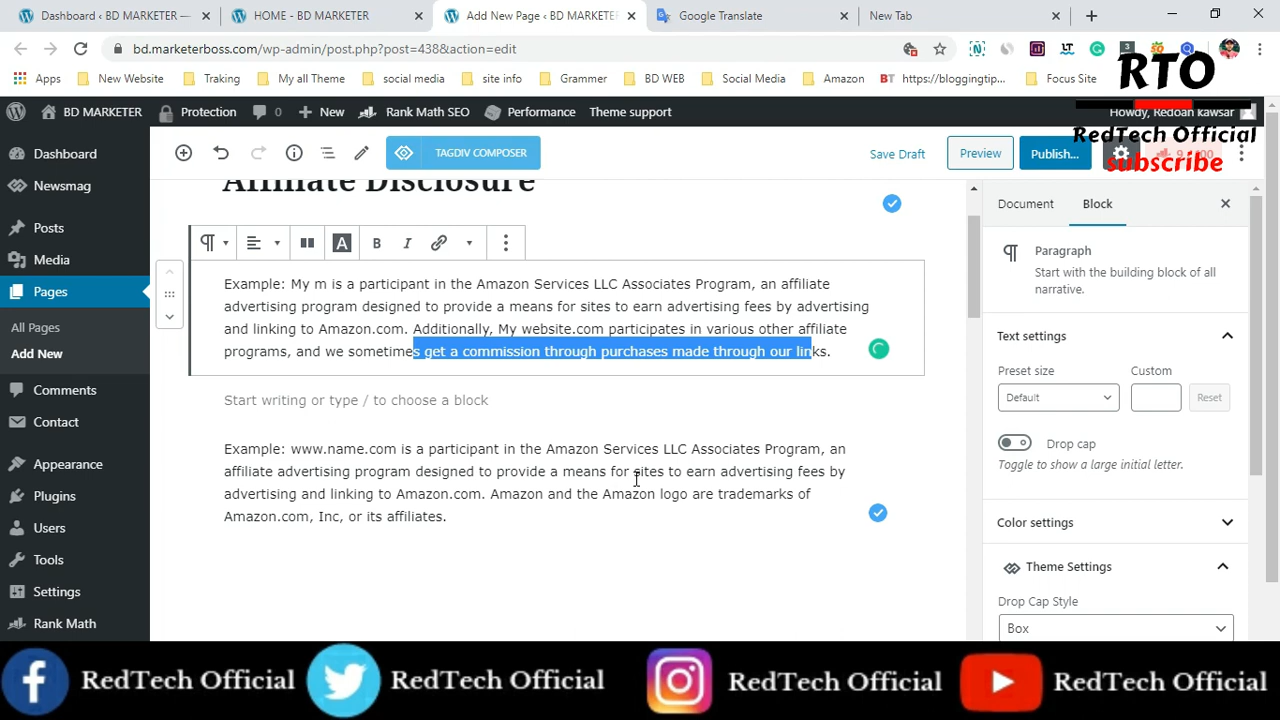 Dashboard ‹ BD MARKETER —
HOME - BD MARKETER
Add New Page ‹ BD MARKETER
Google Translate
New Tab
bd.marketerboss.com/wp-admin/post.php?post=438&action=edit
Apps
New Website
Traking
My all Theme
social media
site info
Grammer
BD WEB
Social Media
Amazon
BT https://bloggingtip...
Focus Site
RTO
RedTech Official
subscribe
BD MARKETER
Protection
0
New
Rank Math SEO
Performance
Theme support
Howdy, Redoan kawsar
Dashboard
Newsmag
Posts
Media
Pages
All Pages
Add New
Comments
Contact
Appearance
Plugins
Users
Tools
Settings
Rank Math
TAGDIV COMPOSER
Save Draft
Preview
Publish...
Affiliate Disclosure
Example: My m is a participant in the Amazon Services LLC Associates Program, an affiliate
advertising program designed to provide a means for sites to earn advertising fees by advertising
and linking to Amazon.com. Additionally, My website.com participates in various other affiliate
programs, and we sometimes get a commission through purchases made through our links.
Start writing or type / to choose a block
Example: www.name.com is a participant in the Amazon Services LLC Associates Program, an
affiliate advertising program designed to provide a means for sites to earn advertising fees by
advertising and linking to Amazon.com. Amazon and the Amazon logo are trademarks of
Amazon.com, Inc, or its affiliates.
Document
Block
Paragraph
Start with the building block of all
narrative.
Text settings
Preset size
Custom
Default
Reset
Drop cap
Toggle to show a large initial letter.
Color settings
Theme Settings
Drop Cap Style
Box
RedTech Official
RedTech Official
RedTech Official
RedTech Official